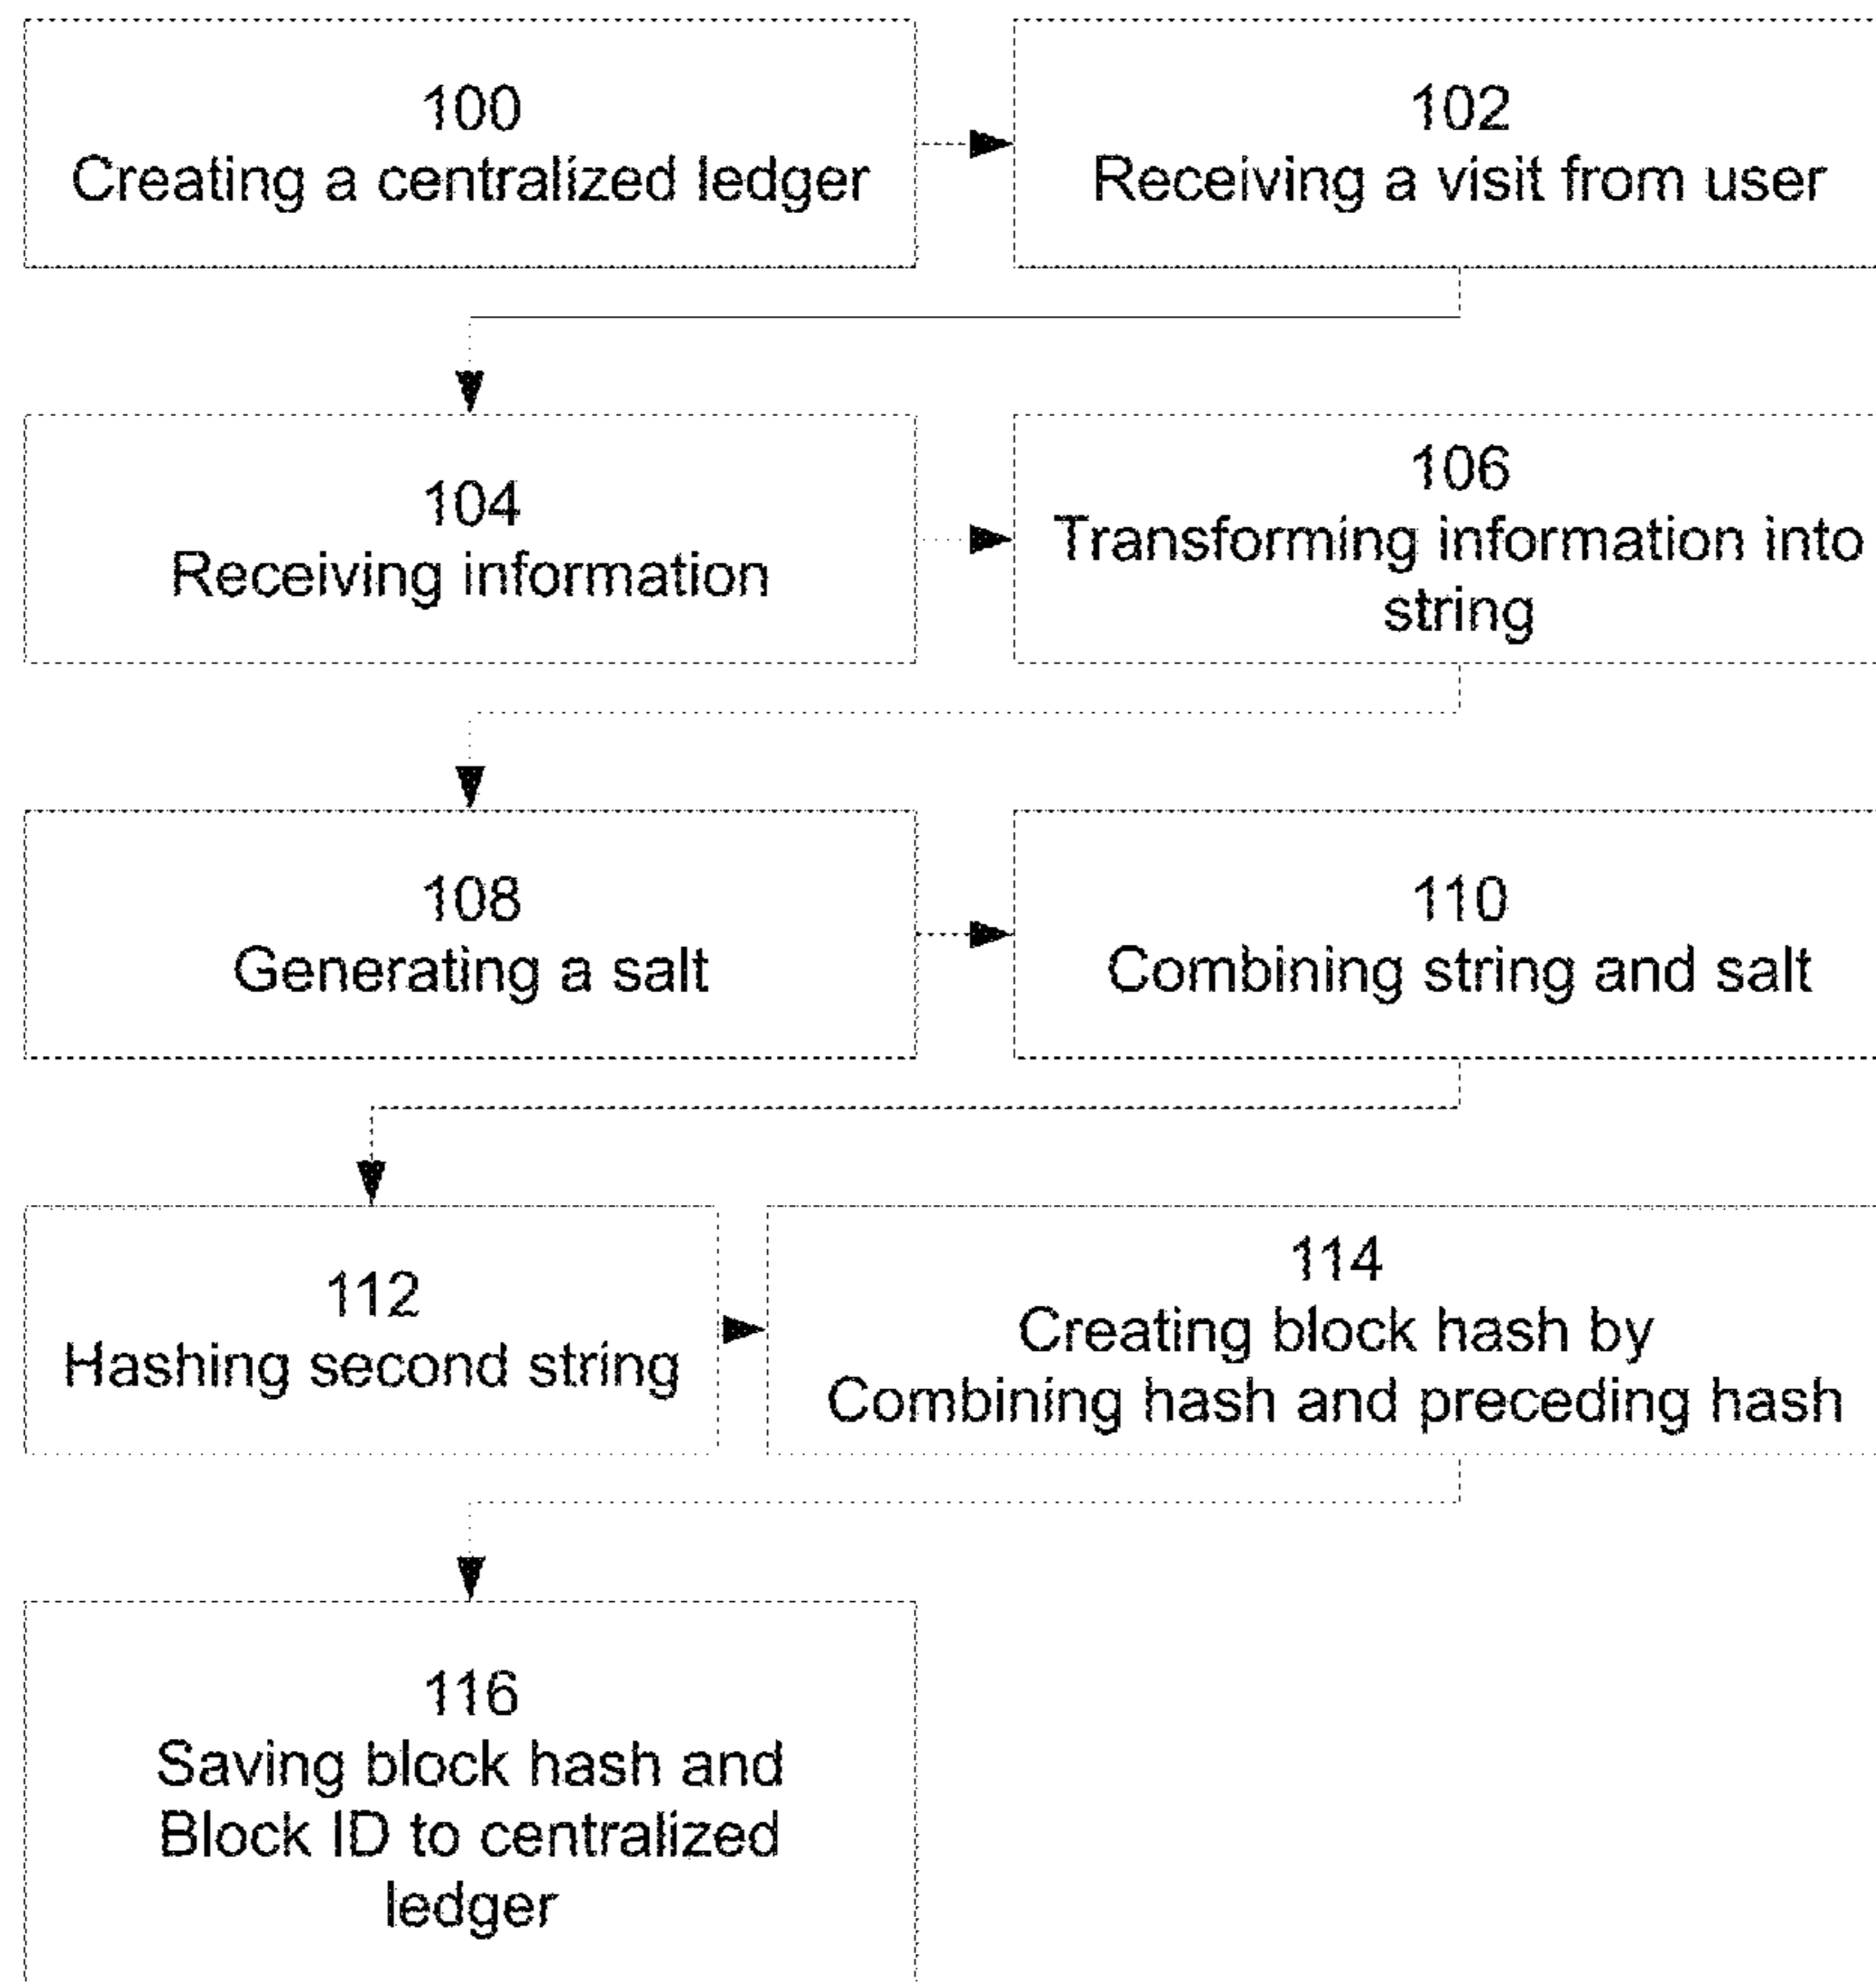 100
Creating a centralized ledger
102
Receiving a visit from user
104
Receiving information
106
Transforming information into
string
108
Generating a salt
110
Combining string and salt
112
Hashing second string
114
Creating block hash by
Combining hash and preceding hash
116
Saving block hash and
Block ID to centralized
ledger